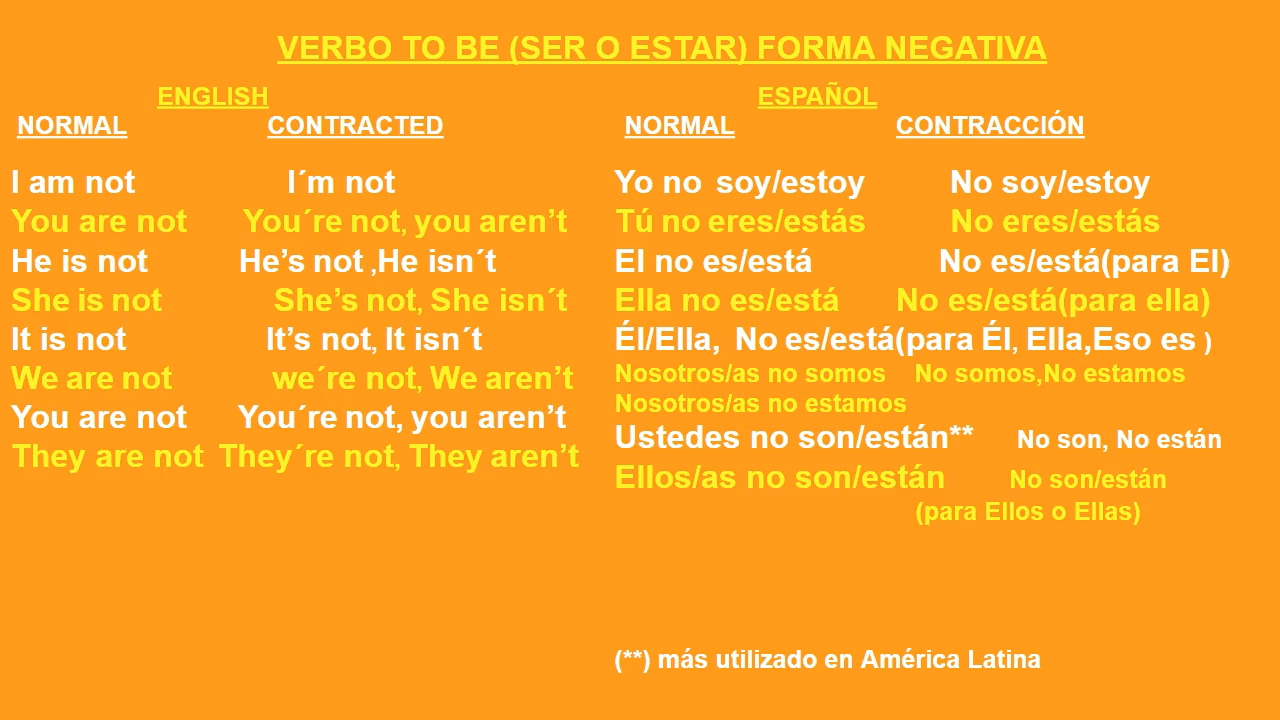 VERBO TO BE (SER O ESTAR) FORMA NEGATIVA
ENGLISH ESPAÑOL
NORMAL CONTRACTED NORMAL CONTRACCIÓN
I am not I´m not Yo no soy/estoy No soy/estoy
You are not You´re not, you aren’t Tú no eres/estás No eres/estás
He is not He’s not ,He isn´t El no es/está No es/está(para El)
She is not She’s not, She isn´t Ella no es/está No es/está(para ella)
It is not It’s not, It isn´t Él/Ella, No es/está(para Él, Ella,Eso es )
We are not we´re not, We aren’t Nosotros/as no somos No somos,No estamos
Nosotros/as no estamos
You are not You´re not, you aren’t Ustedes no son/están** No son, No están
They are not They´re not, They aren’t Ellos/as no son/están No son/están
(para Ellos o Ellas)
(**) más utilizado en América Latina